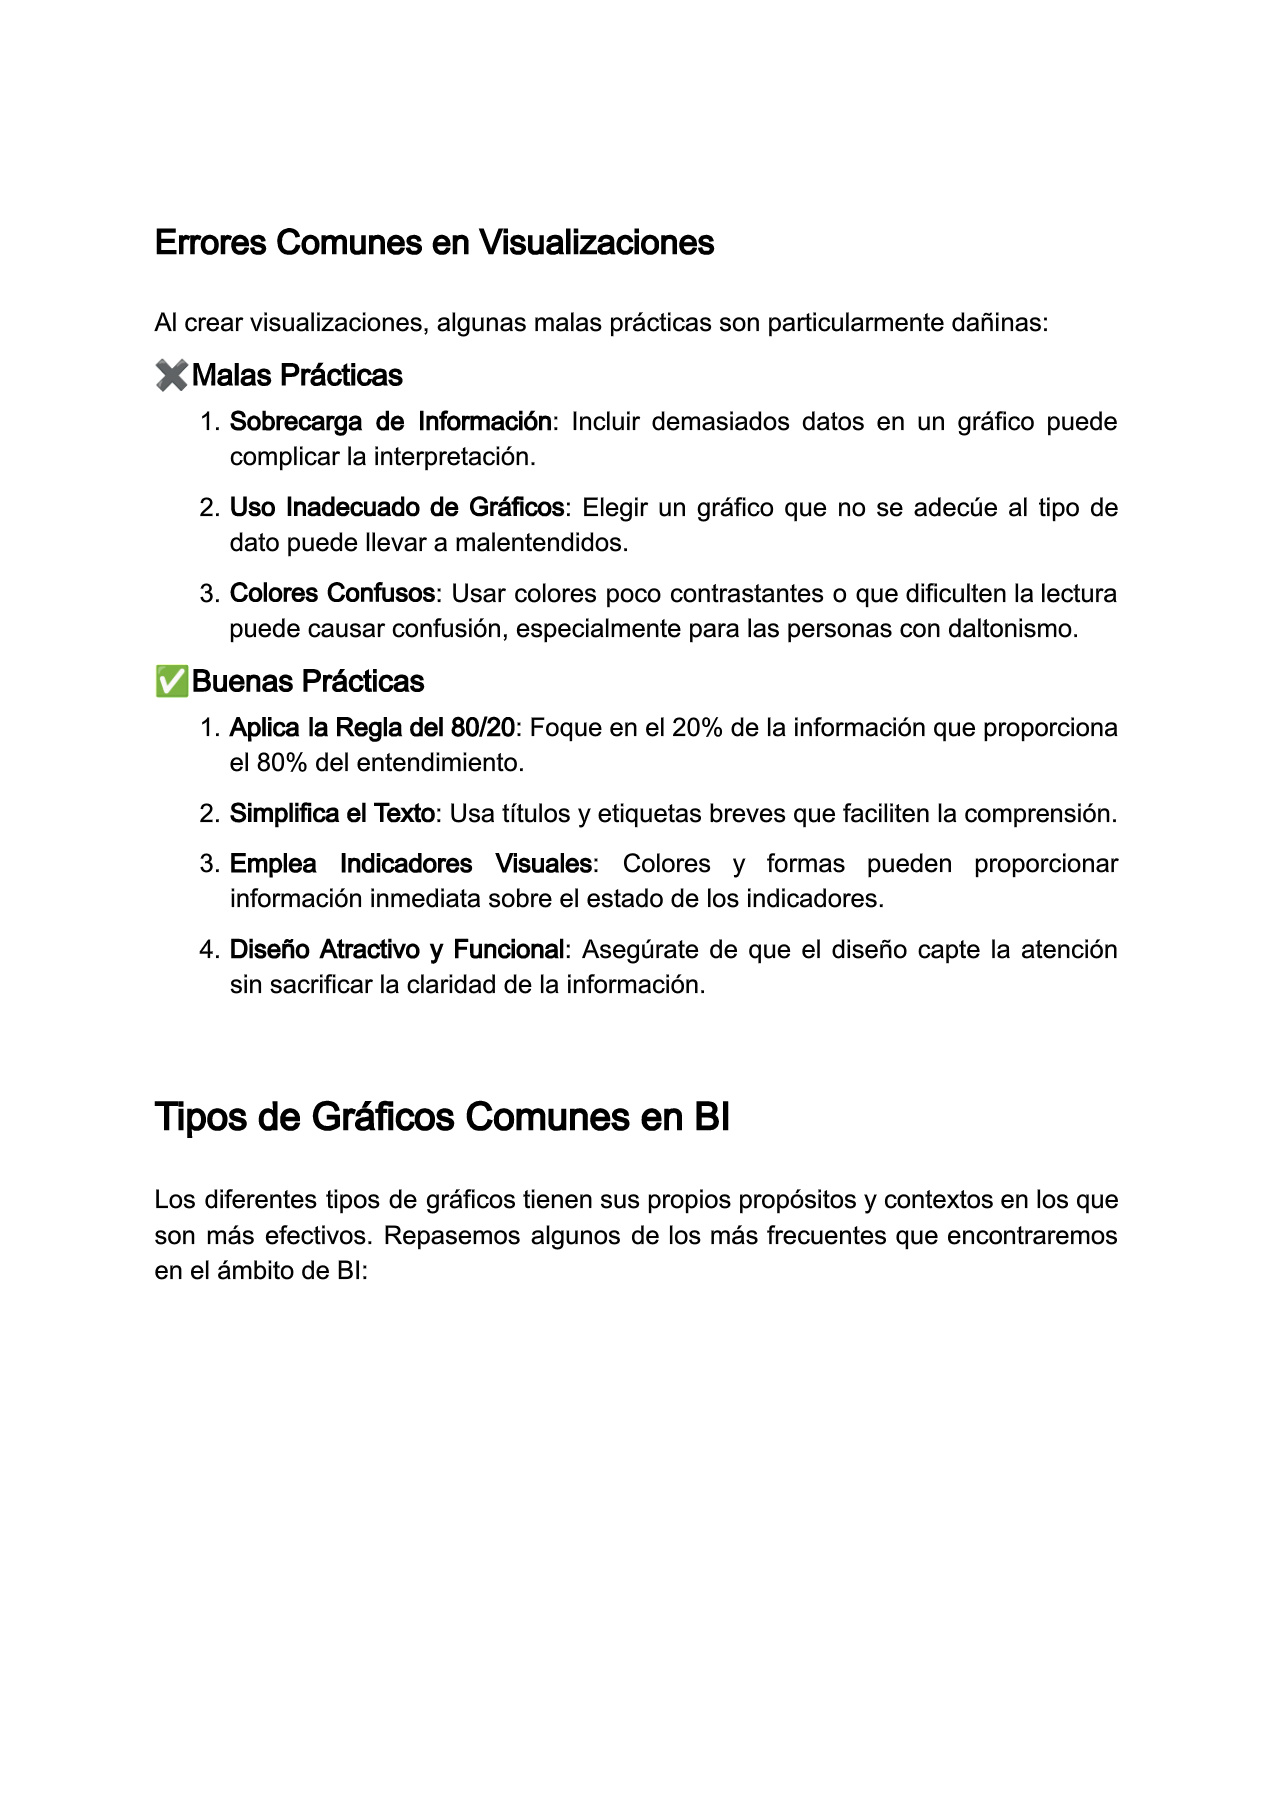 Errores Comunes en Visualizaciones
Al crear visualizaciones, algunas malas prácticas son particularmente dañinas:
✖Malas Prácticas
1. Sobrecarga de Información: Incluir demasiados datos en un gráfico puede
complicar la interpretación.
2. Uso Inadecuado de Gráficos: Elegir un gráfico que no se adecúe al tipo de
dato puede llevar a malentendidos.
3. Colores Confusos: Usar colores poco contrastantes o que dificulten la lectura
puede causar confusión, especialmente para las personas con daltonismo.
✅Buenas Prácticas
1. Aplica la Regla del 80/20: Foque en el 20% de la información que proporciona
el 80% del entendimiento.
2. Simplifica el Texto: Usa títulos y etiquetas breves que faciliten la comprensión.
3. Emplea Indicadores Visuales: Colores y formas pueden proporcionar
información inmediata sobre el estado de los indicadores.
4. Diseño Atractivo y Funcional: Asegúrate de que el diseño capte la atención
sin sacrificar la claridad de la información.
Tipos de Gráficos Comunes en BI
Los diferentes tipos de gráficos tienen sus propios propósitos y contextos en los que
son más efectivos. Repasemos algunos de los más frecuentes que encontraremos
en el ámbito de BI: